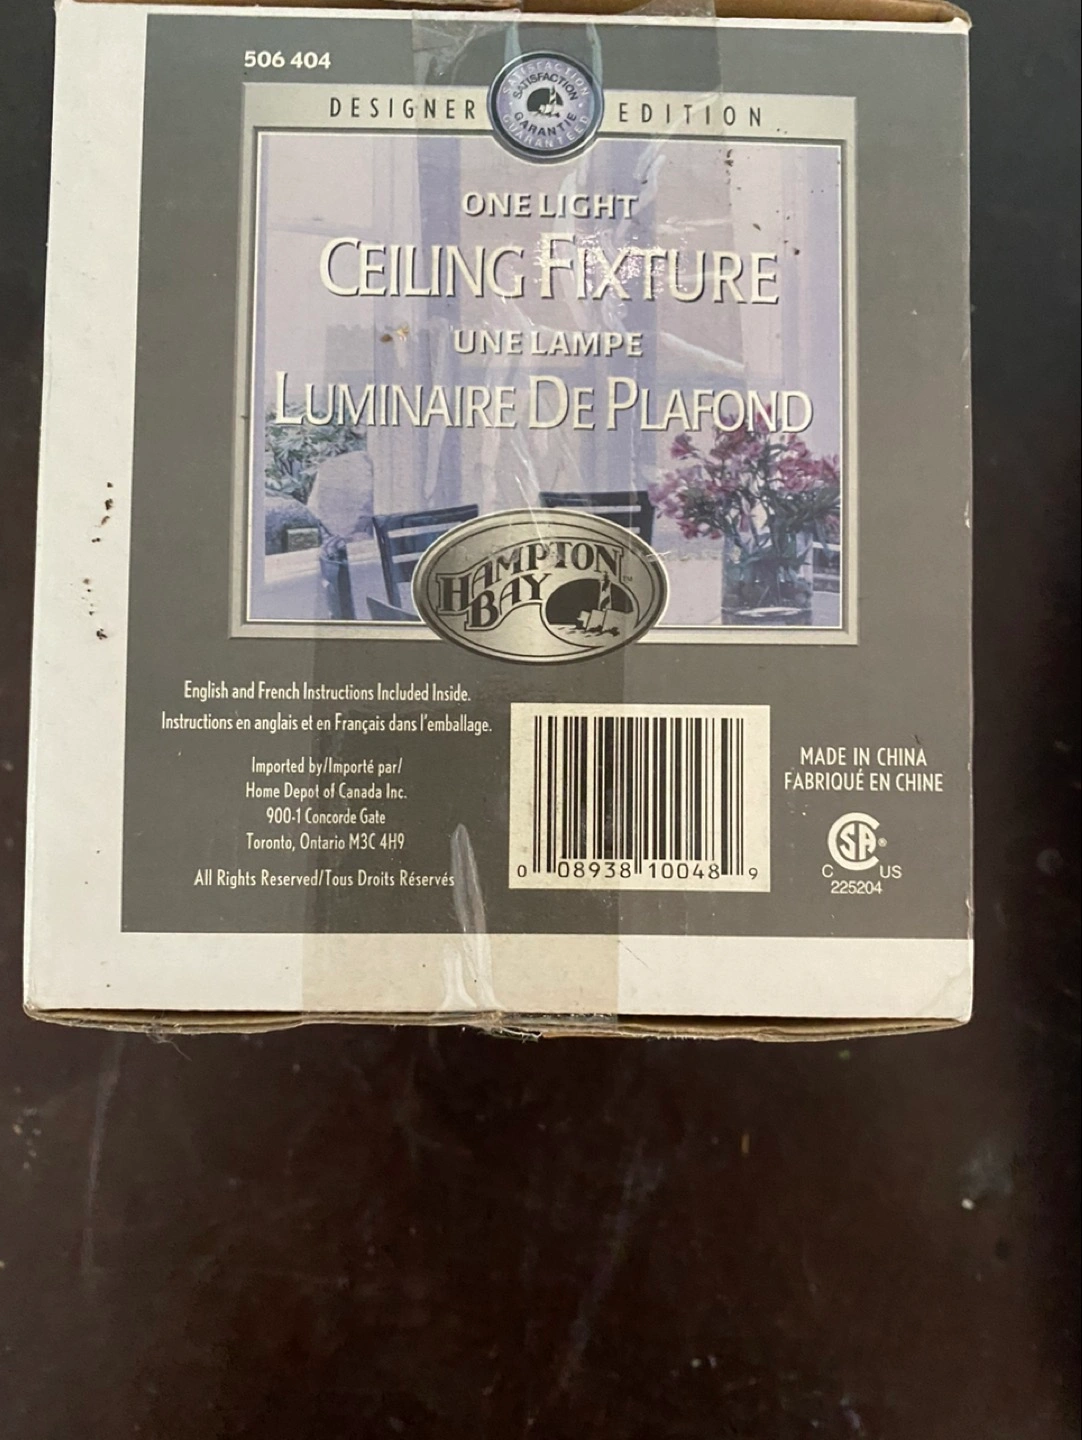 506 404
DESIGNER EDITION
SATISFACTION
GUARANTEED
SATISFACTION
GARANTIE
ONE LIGHT
CEILING FIXTURE
UNE LAMPE
LUMINAIRE DE PLAFOND
HAMPTON
BAY™
English and French Instructions Included Inside.
Instructions en anglais et en Français dans l'emballage.
Imported by/Importé par/
Home Depot of Canada Inc.
900-1 Concorde Gate
Toronto, Ontario M3C 4H9
All Rights Reserved/Tous Droits Réservés
0 08938 10048 9
MADE IN CHINA
FABRIQUÉ EN CHINE
CSA®
C US
225204